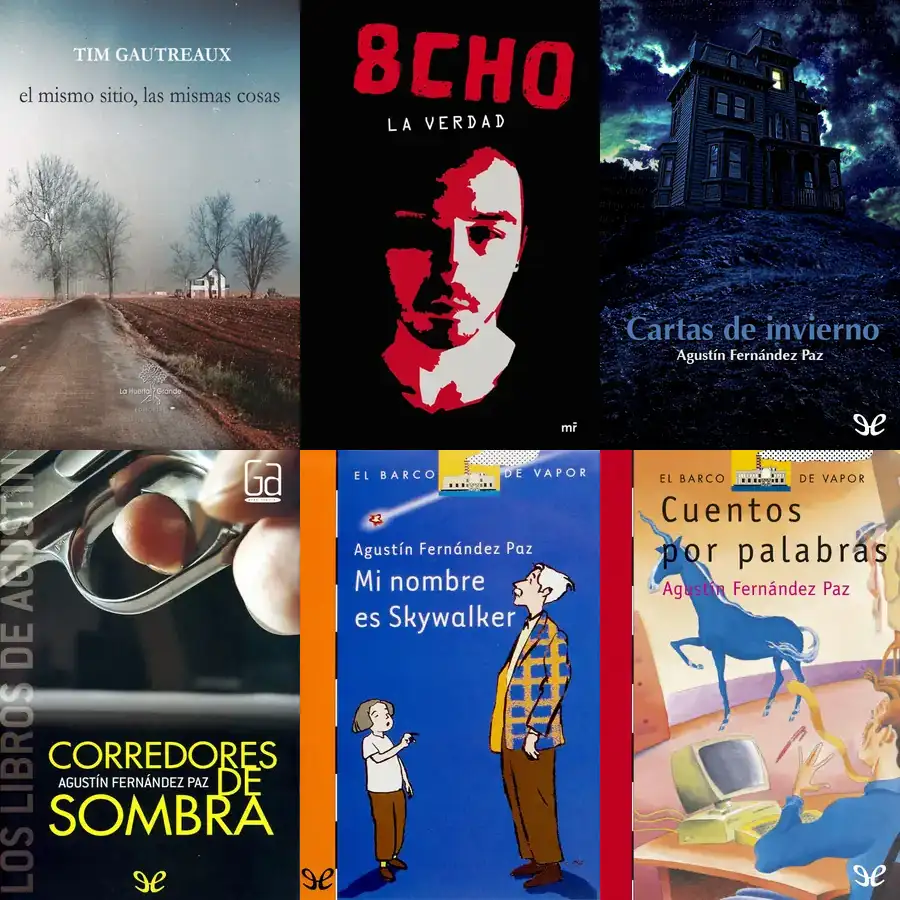 TIM GAUTREAUX
el mismo sitio, las mismas cosas
La Huerta Grande
8CHO
LA VERDAD
mr̃
Cartas de invierno
Agustín Fernández Paz
LOS LIBROS DE AGUSTÍN
Ga
CORREDORES
AGUSTÍN FERNÁNDEZ PAZ
DE
SOMBRA
EL BARCO DE VAPOR
Agustín Fernández Paz
Mi nombre
es Skywalker
EL BARCO DE VAPOR
Cuentos
por palabras
Agustín Fernández Paz